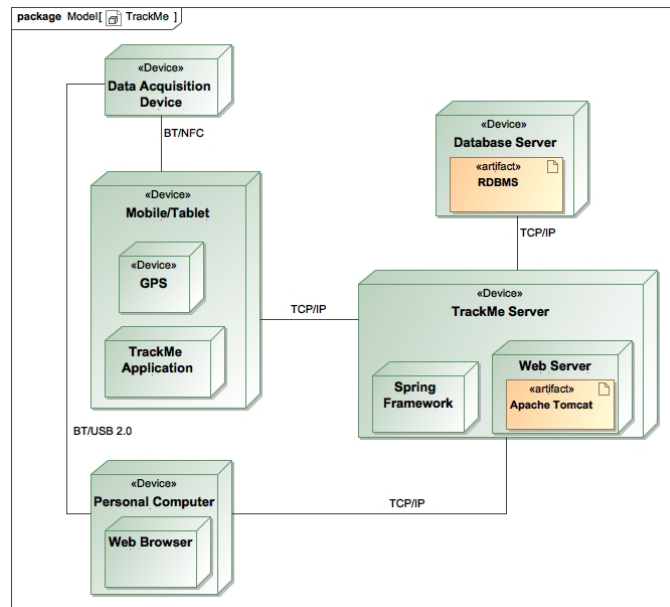 package Model[ TrackMe ]
«Device»
Data Acquisition
Device
BT/NFC
«Device»
Database Server
«artifact»
RDBMS
TCP/IP
«Device»
Mobile/Tablet
«Device»
GPS
TrackMe
Application
TCP/IP
«Device»
TrackMe Server
Spring
Framework
Web Server
«artifact»
Apache Tomcat
BT/USB 2.0
«Device»
Personal Computer
Web Browser
TCP/IP